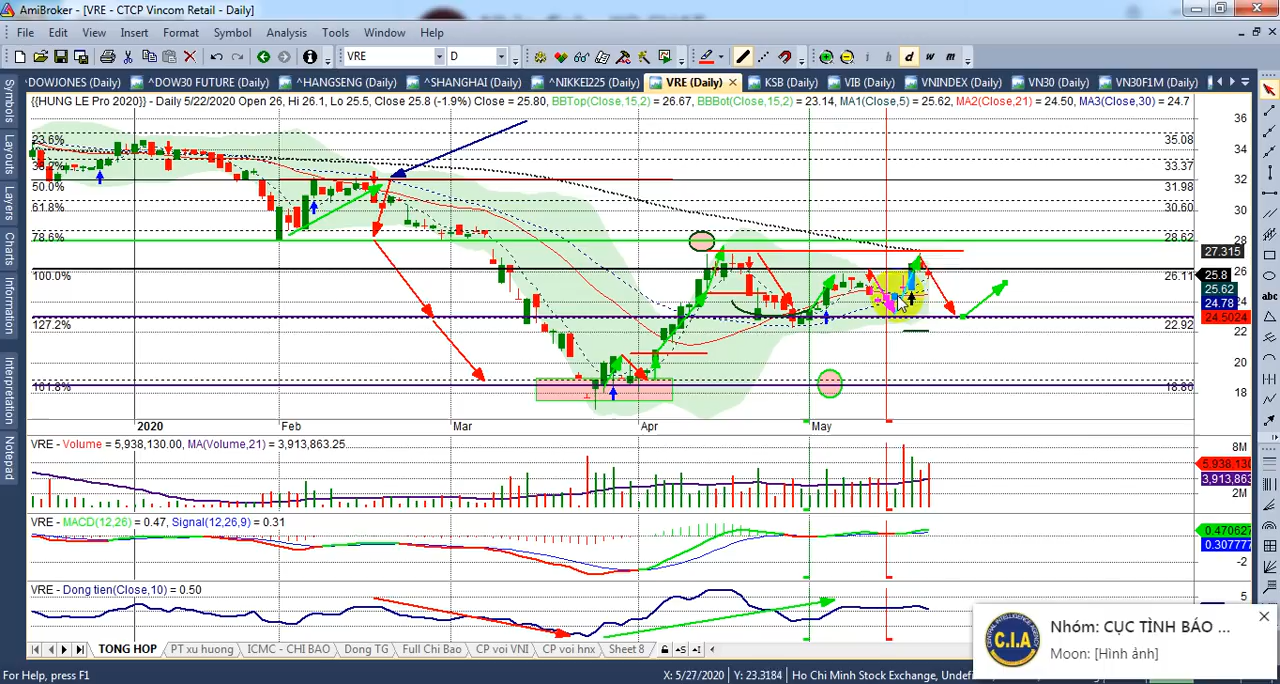 AmiBroker - [VRE - CTCP Vincom Retail - Daily]
File Edit View Insert Format Symbol Analysis Tools Window Help
VRE D d w m
^DOWJONES (Daily) ^DOW30 FUTURE (Daily) ^HANGSENG (Daily) ^SHANGHAI (Daily) ^NIKKEI225 (Daily) VRE (Daily) KSB (Daily) VIB (Daily) VNINDEX (Daily) VN30 (Daily) VN30F1M (Daily)
Symbols
Layouts
Layers
Charts
Information
Interpretation
Notepad
{{HUNG LE Pro 2020}} - Daily 5/22/2020 Open 26, Hi 26.1, Lo 25.5, Close 25.8 (-1.9%) Close = 25.80, BBTop(Close,15,2) = 26.67, BBBot(Close,15,2) = 23.14, MA1(Close,5) = 25.62, MA2(Close,21) = 24.50, MA3(Close,30) = 24.7
23.6%
50.0%
61.8%
78.6%
100.0%
127.2%
161.8%
35.08
33.37
31.98
30.60
28.62
26.11
22.92
18.80
36
34
32
30
28
26
24
22
20
18
27.315
25.8
25.62
24.78
24.5024
abc
2020 Feb Mar Apr May
VRE - Volume = 5,938,130.00, MA(Volume,21) = 3,913,863.25
8M
5,938,130
3,913,863
2M
VRE - MACD(12,26) = 0.47, Signal(12,26,9) = 0.31
0.470627
0.307777
-2
VRE - Dong tien(Close,10) = 0.50
5
Nhóm: CỤC TÌNH BÁO ...
Moon: [Hình ảnh]
TONG HOP PT xu huong ICMC - CHI BAO Dong TG Full Chi Bao CP voi VNI CP voi hnx Sheet 8
For Help, press F1
X: 5/27/2020 Y: 23.3184 Ho Chi Minh Stock Exchange, Undefi